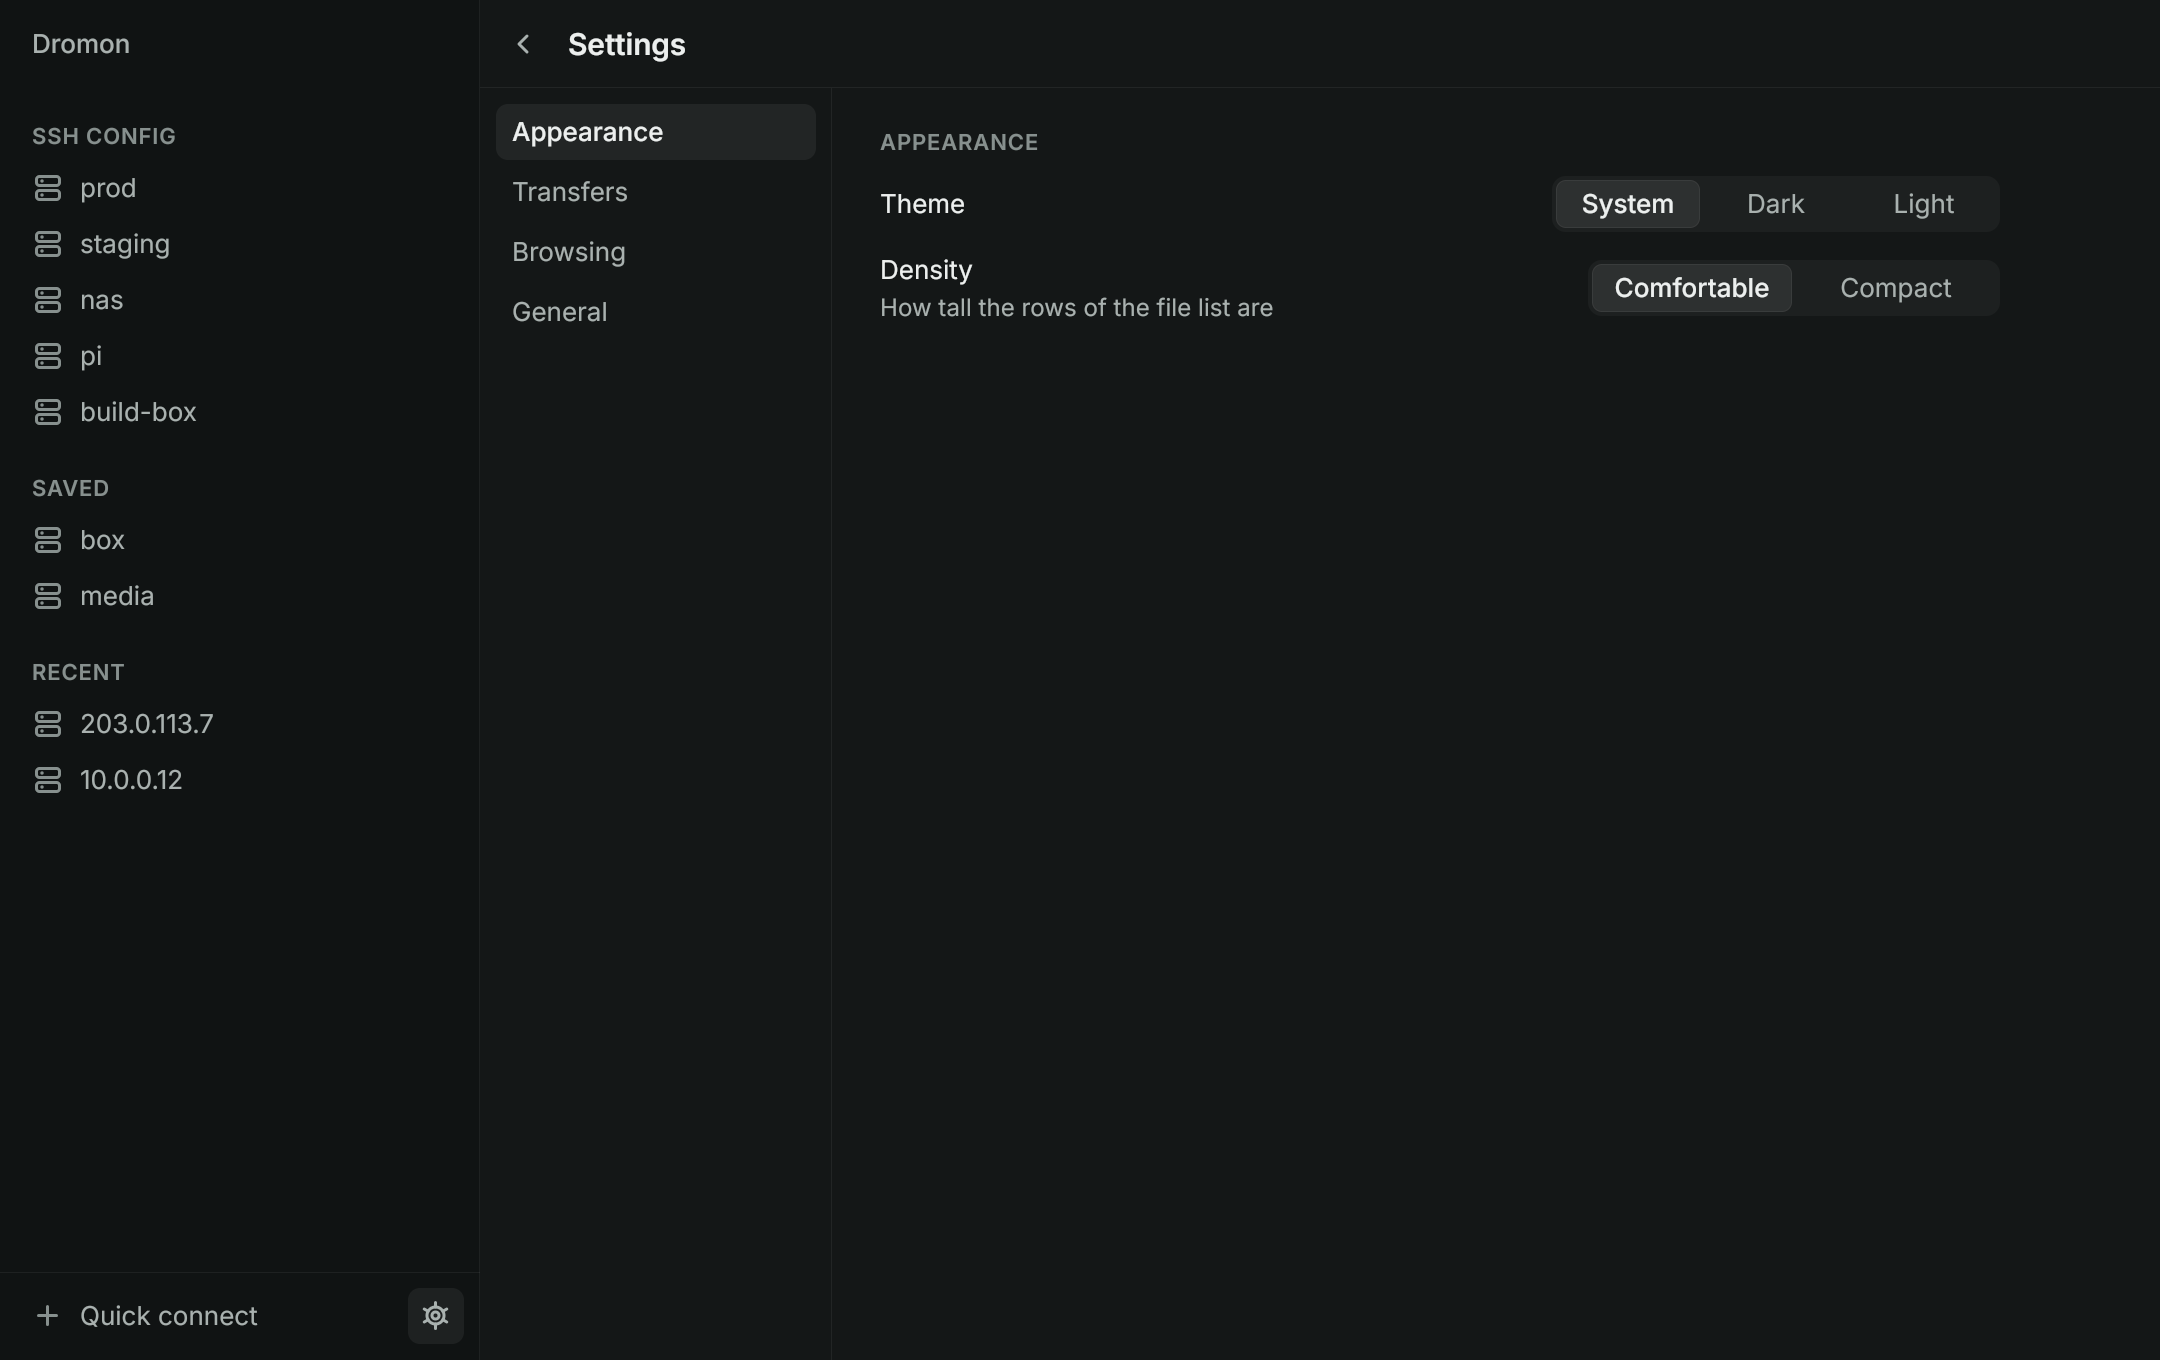 Dromon
SSH CONFIG
prod
staging
nas
pi
build-box
SAVED
box
media
RECENT
203.0.113.7
10.0.0.12
Quick connect
Settings
Appearance
Transfers
Browsing
General
APPEARANCE
Theme
System Dark Light
Density
How tall the rows of the file list are
Comfortable Compact